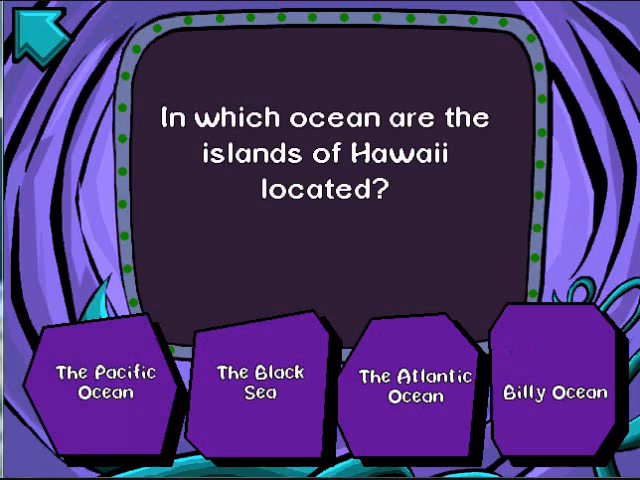 In which ocean are the
islands of Hawaii
located?
The Pacific
Ocean
The Black
Sea
The Atlantic
Ocean
Billy Ocean